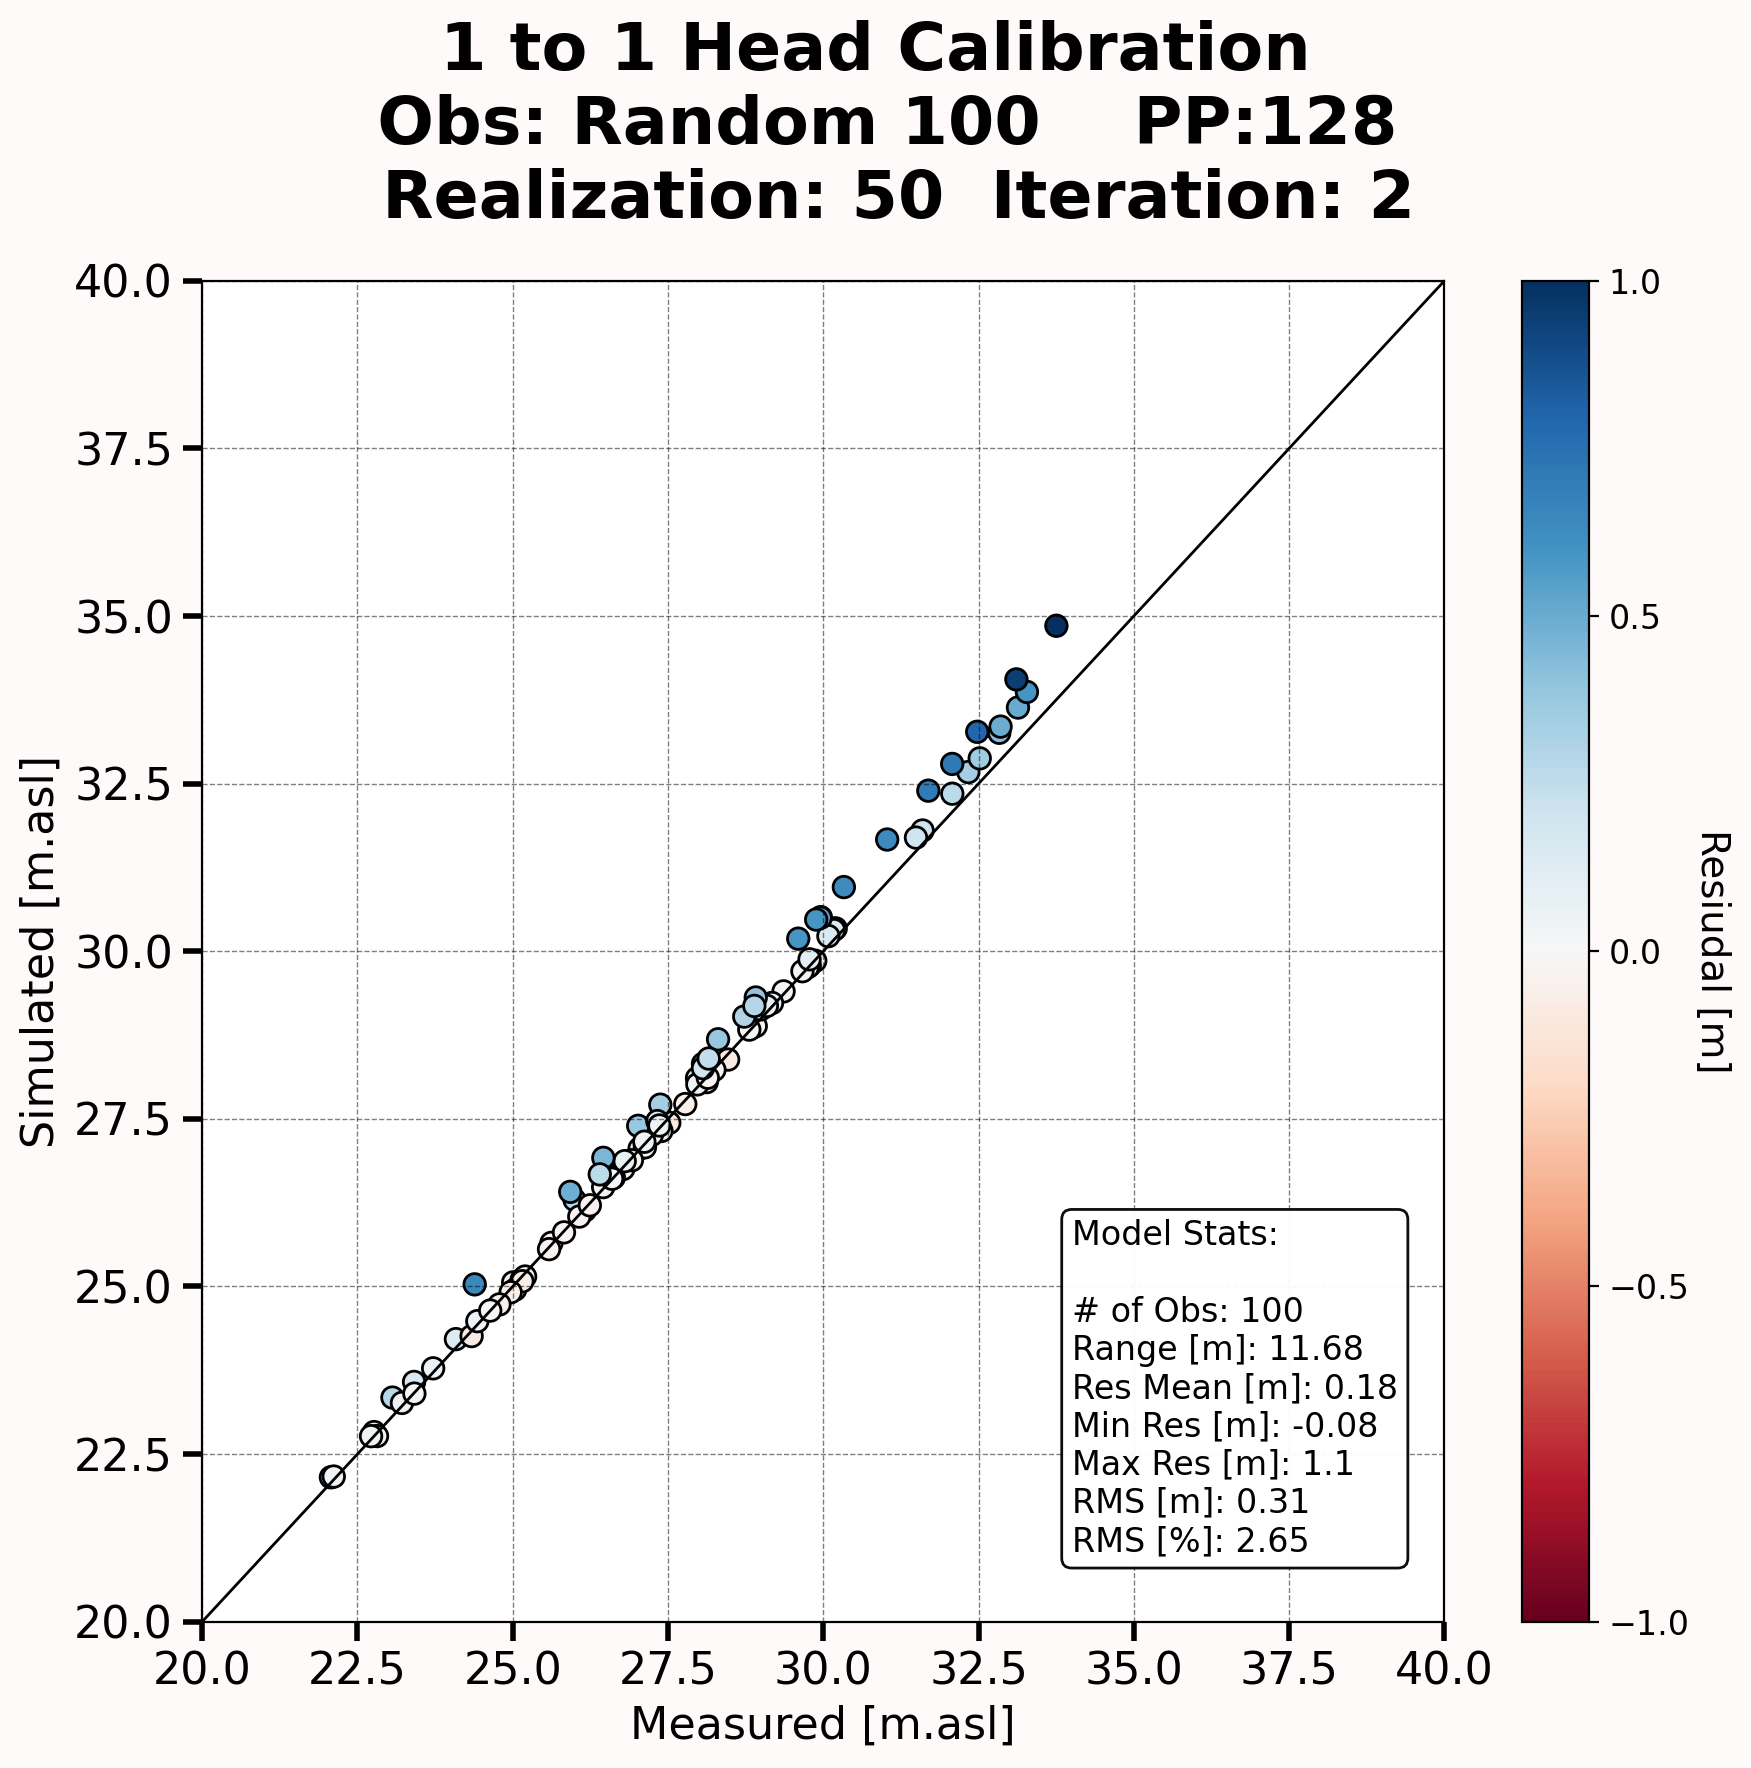 1 to 1 Head Calibration
Obs: Random 100    PP:128
Realization: 50  Iteration: 2
40.0
37.5
35.0
32.5
30.0
27.5
25.0
22.5
20.0
Simulated [m.asl]
20.0 22.5 25.0 27.5 30.0 32.5 35.0 37.5 40.0
Measured [m.asl]
Model Stats:
# of Obs: 100
Range [m]: 11.68
Res Mean [m]: 0.18
Min Res [m]: -0.08
Max Res [m]: 1.1
RMS [m]: 0.31
RMS [%]: 2.65
1.0
0.5
0.0
−0.5
−1.0
Resiudal [m]